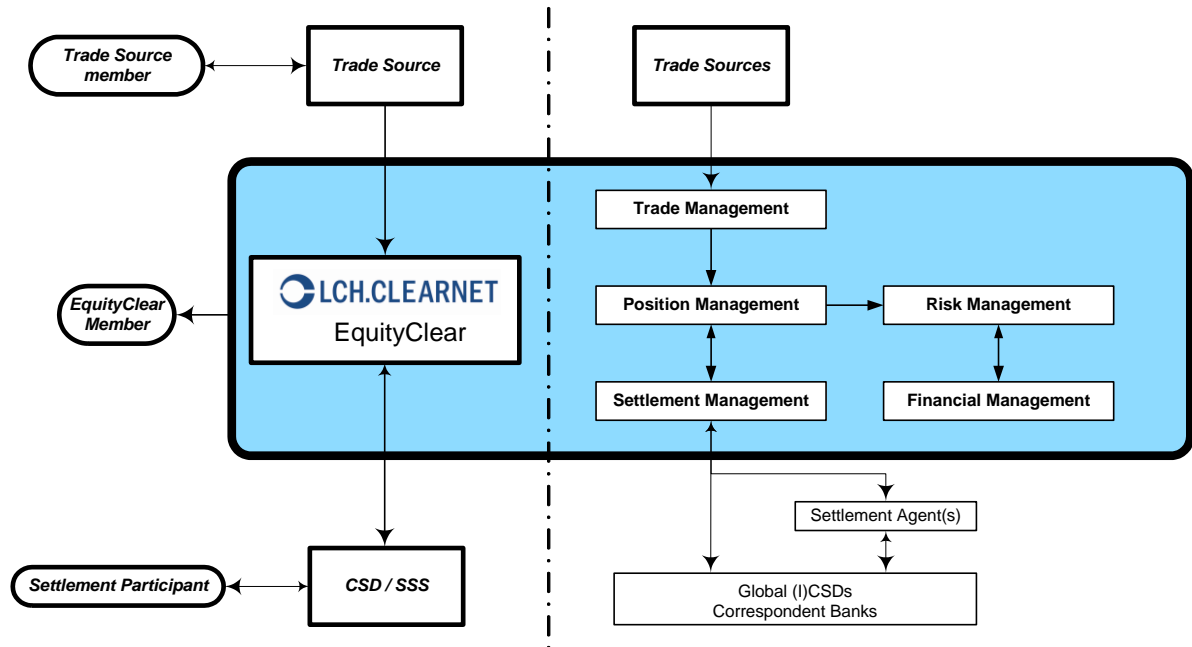 Trade Source
member
Trade Source
Trade Sources
Trade Management
LCH.CLEARNET
EquityClear
EquityClear
Member
Position Management
Risk Management
Settlement Management
Financial Management
Settlement Agent(s)
Settlement Participant
CSD / SSS
Global (I)CSDs
Correspondent Banks